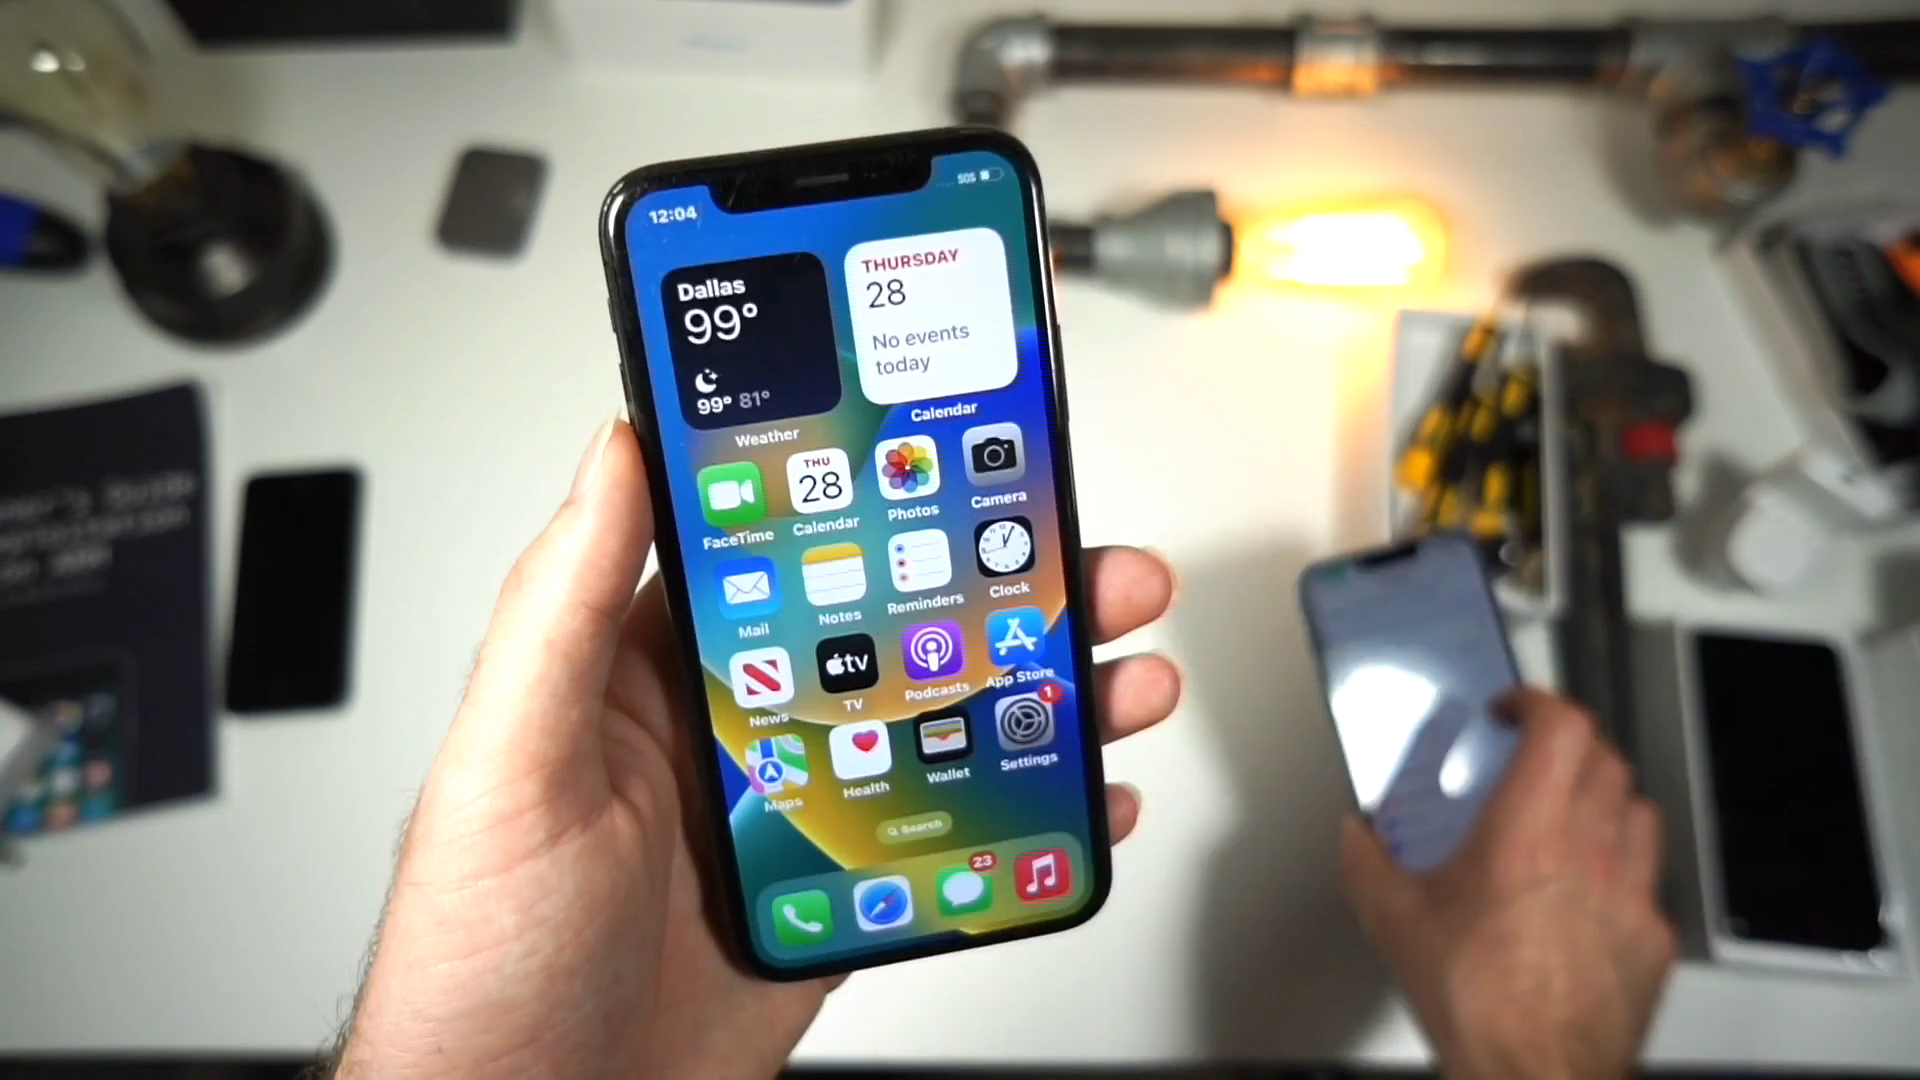 12:04
SOS
Dallas
99°
99° 81°
Weather
THURSDAY
28
No events
today
Calendar
FaceTime
THU
28
Calendar
Photos
Camera
Mail
Notes
Reminders
Clock
News
tv
TV
Podcasts
App Store
Maps
Health
Wallet
1
Settings
Search
23